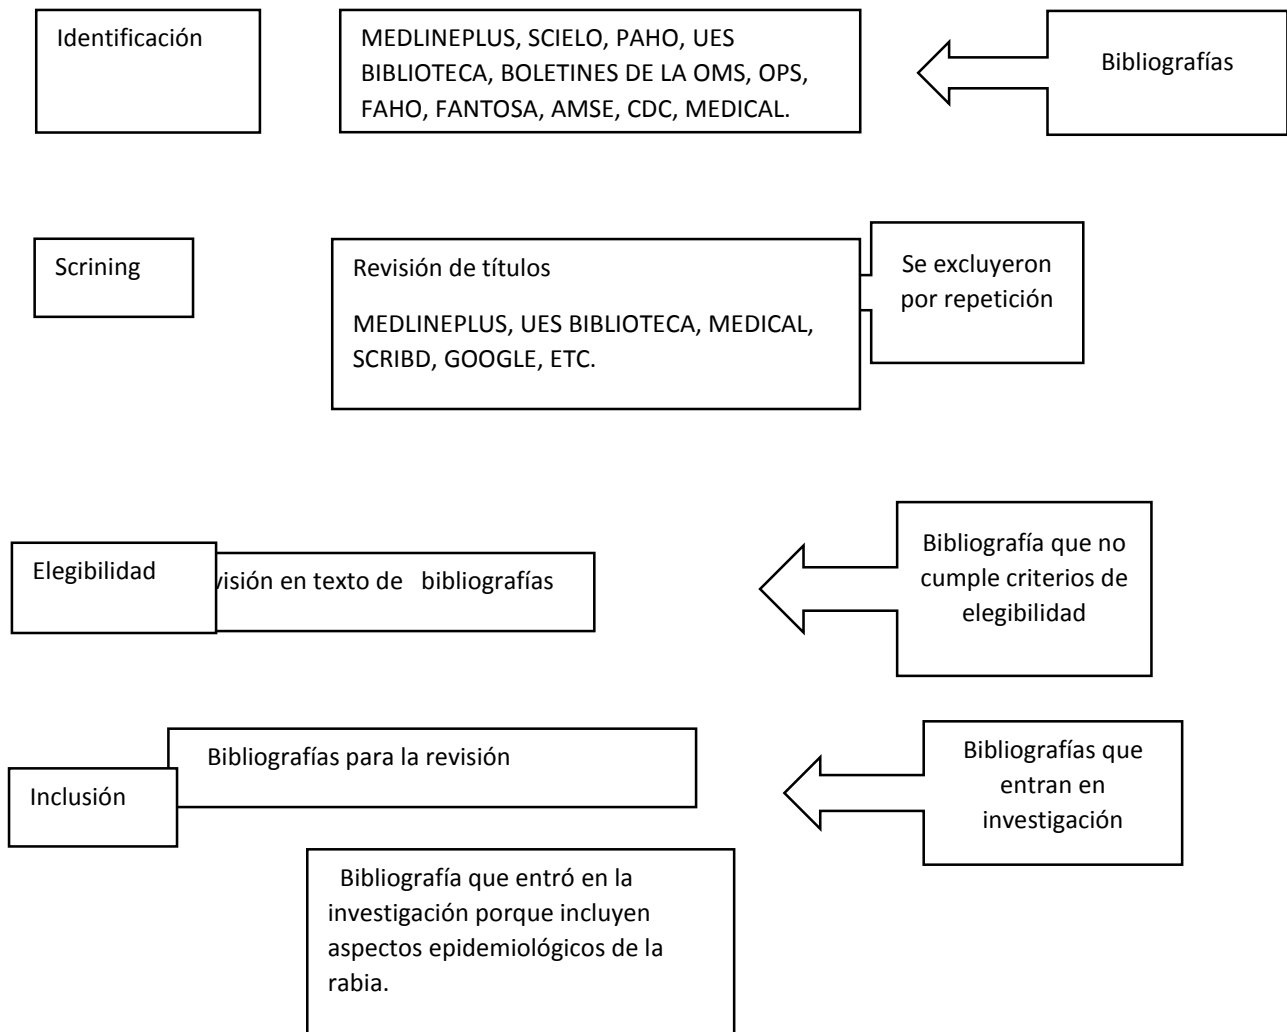 Identificación
MEDLINEPLUS, SCIELO, PAHO, UES
BIBLIOTECA, BOLETINES DE LA OMS, OPS,
FAHO, FANTOSA, AMSE, CDC, MEDICAL.
Bibliografías
Scrining
Revisión de títulos
MEDLINEPLUS, UES BIBLIOTECA, MEDICAL,
SCRIBD, GOOGLE, ETC.
Se excluyeron
por repetición
Elegibilidad
visión en texto de bibliografías
Bibliografía que no
cumple criterios de
elegibilidad
Inclusión
Bibliografías para la revisión
Bibliografías que
entran en
investigación
Bibliografía que entró en la
investigación porque incluyen
aspectos epidemiológicos de la
rabia.